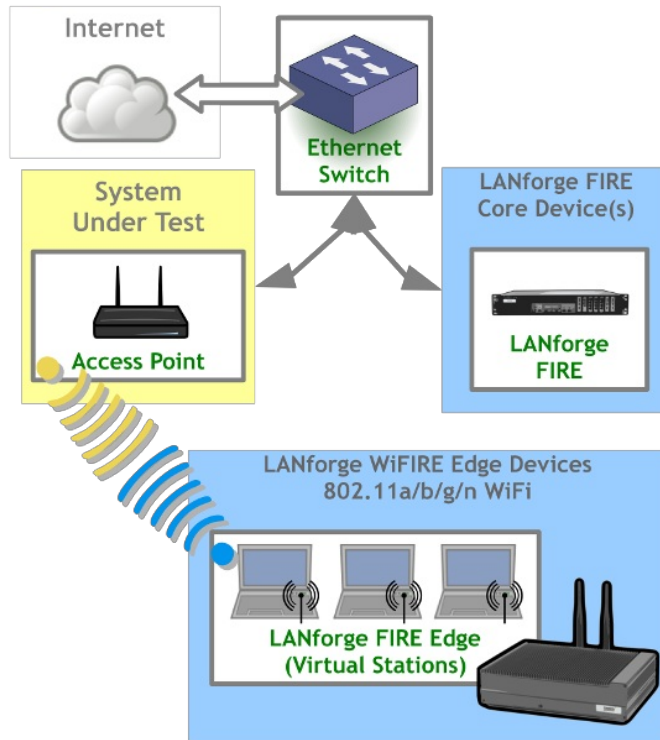 Internet
Ethernet
Switch
System
Under Test
Access Point
LANforge FIRE
Core Device(s)
LANforge
FIRE
LANforge WiFIRE Edge Devices
802.11a/b/g/n WiFi
LANforge FIRE Edge
(Virtual Stations)